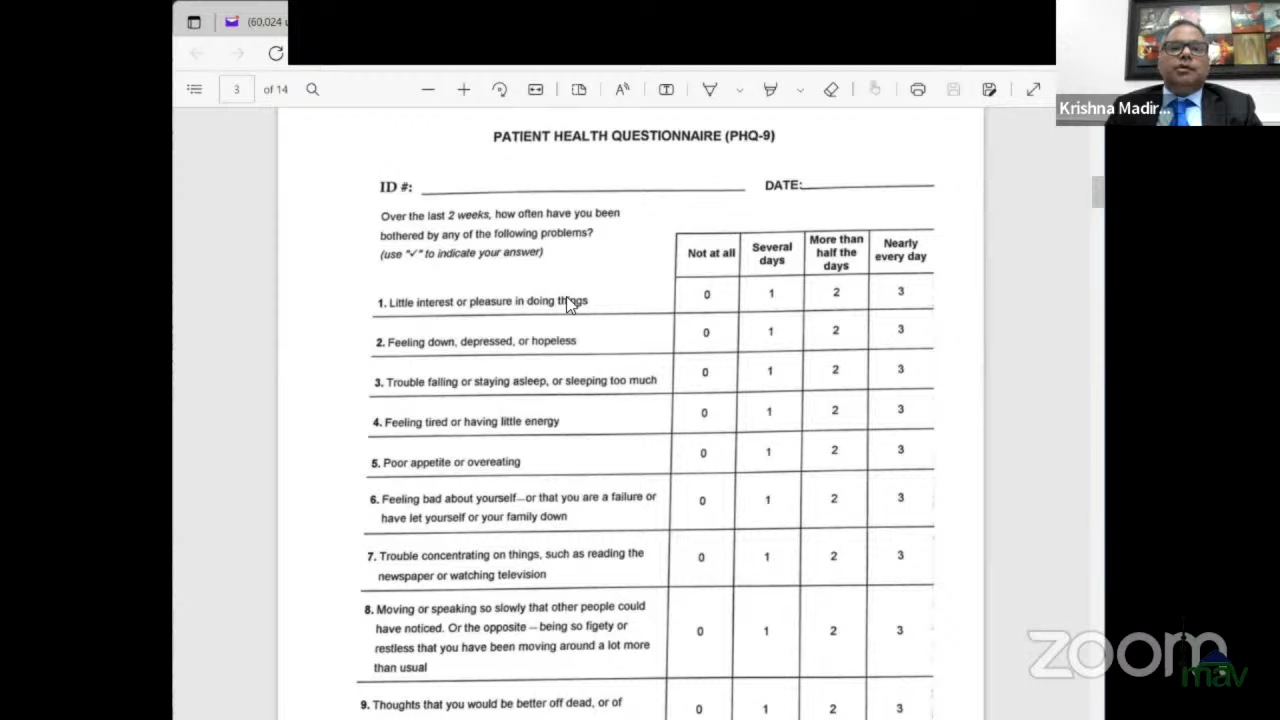 (60,024 u
3 of 14
Krishna Madir...
PATIENT HEALTH QUESTIONNAIRE (PHQ-9)
ID #: DATE:
Over the last 2 weeks, how often have you been
bothered by any of the following problems?
(use "✓" to indicate your answer)
Not at all
Several
days
More than
half the
days
Nearly
every day
1. Little interest or pleasure in doing things 0 1 2 3
2. Feeling down, depressed, or hopeless 0 1 2 3
3. Trouble falling or staying asleep, or sleeping too much 0 1 2 3
4. Feeling tired or having little energy 0 1 2 3
5. Poor appetite or overeating 0 1 2 3
6. Feeling bad about yourself—or that you are a failure or
have let yourself or your family down 0 1 2 3
7. Trouble concentrating on things, such as reading the
newspaper or watching television 0 1 2 3
8. Moving or speaking so slowly that other people could
have noticed. Or the opposite—being so figety or
restless that you have been moving around a lot more
than usual 0 1 2 3
9. Thoughts that you would be better off dead, or of 0 1 2 3
zoom
mav